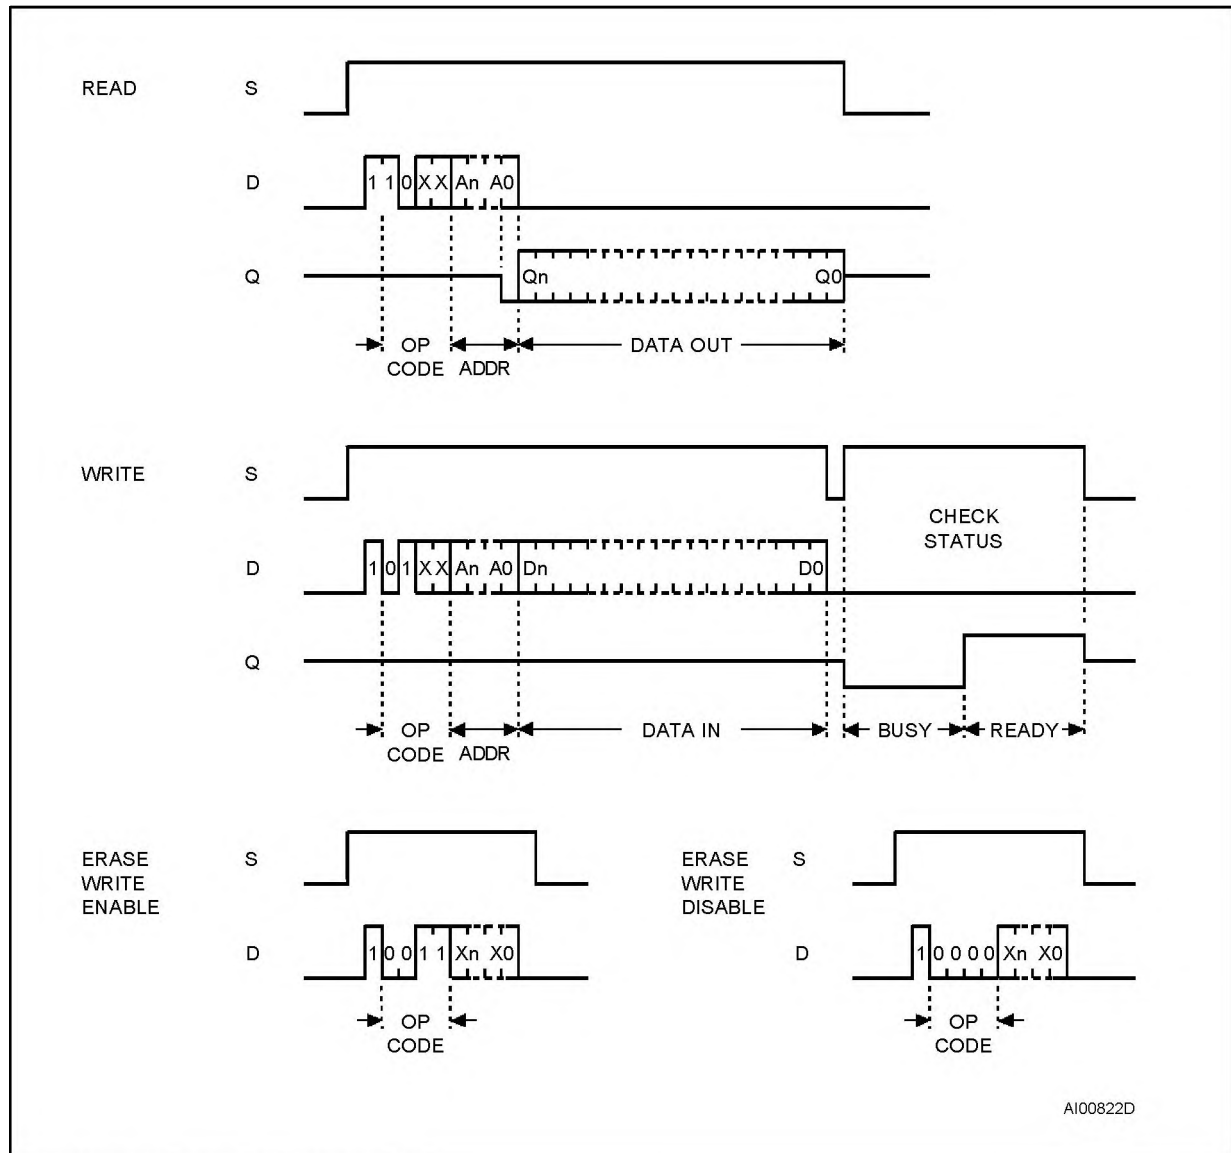 READ S
D 1 1 0 X X An A0
Q Qn Q0
OP CODE ADDR DATA OUT
WRITE S
CHECK STATUS
D 1 0 1 X X An A0 Dn D0
Q
OP CODE ADDR DATA IN BUSY READY
ERASE WRITE ENABLE S
D 1 0 0 1 1 Xn X0
OP CODE
ERASE WRITE DISABLE S
D 1 0 0 0 0 Xn X0
OP CODE
AI00822D